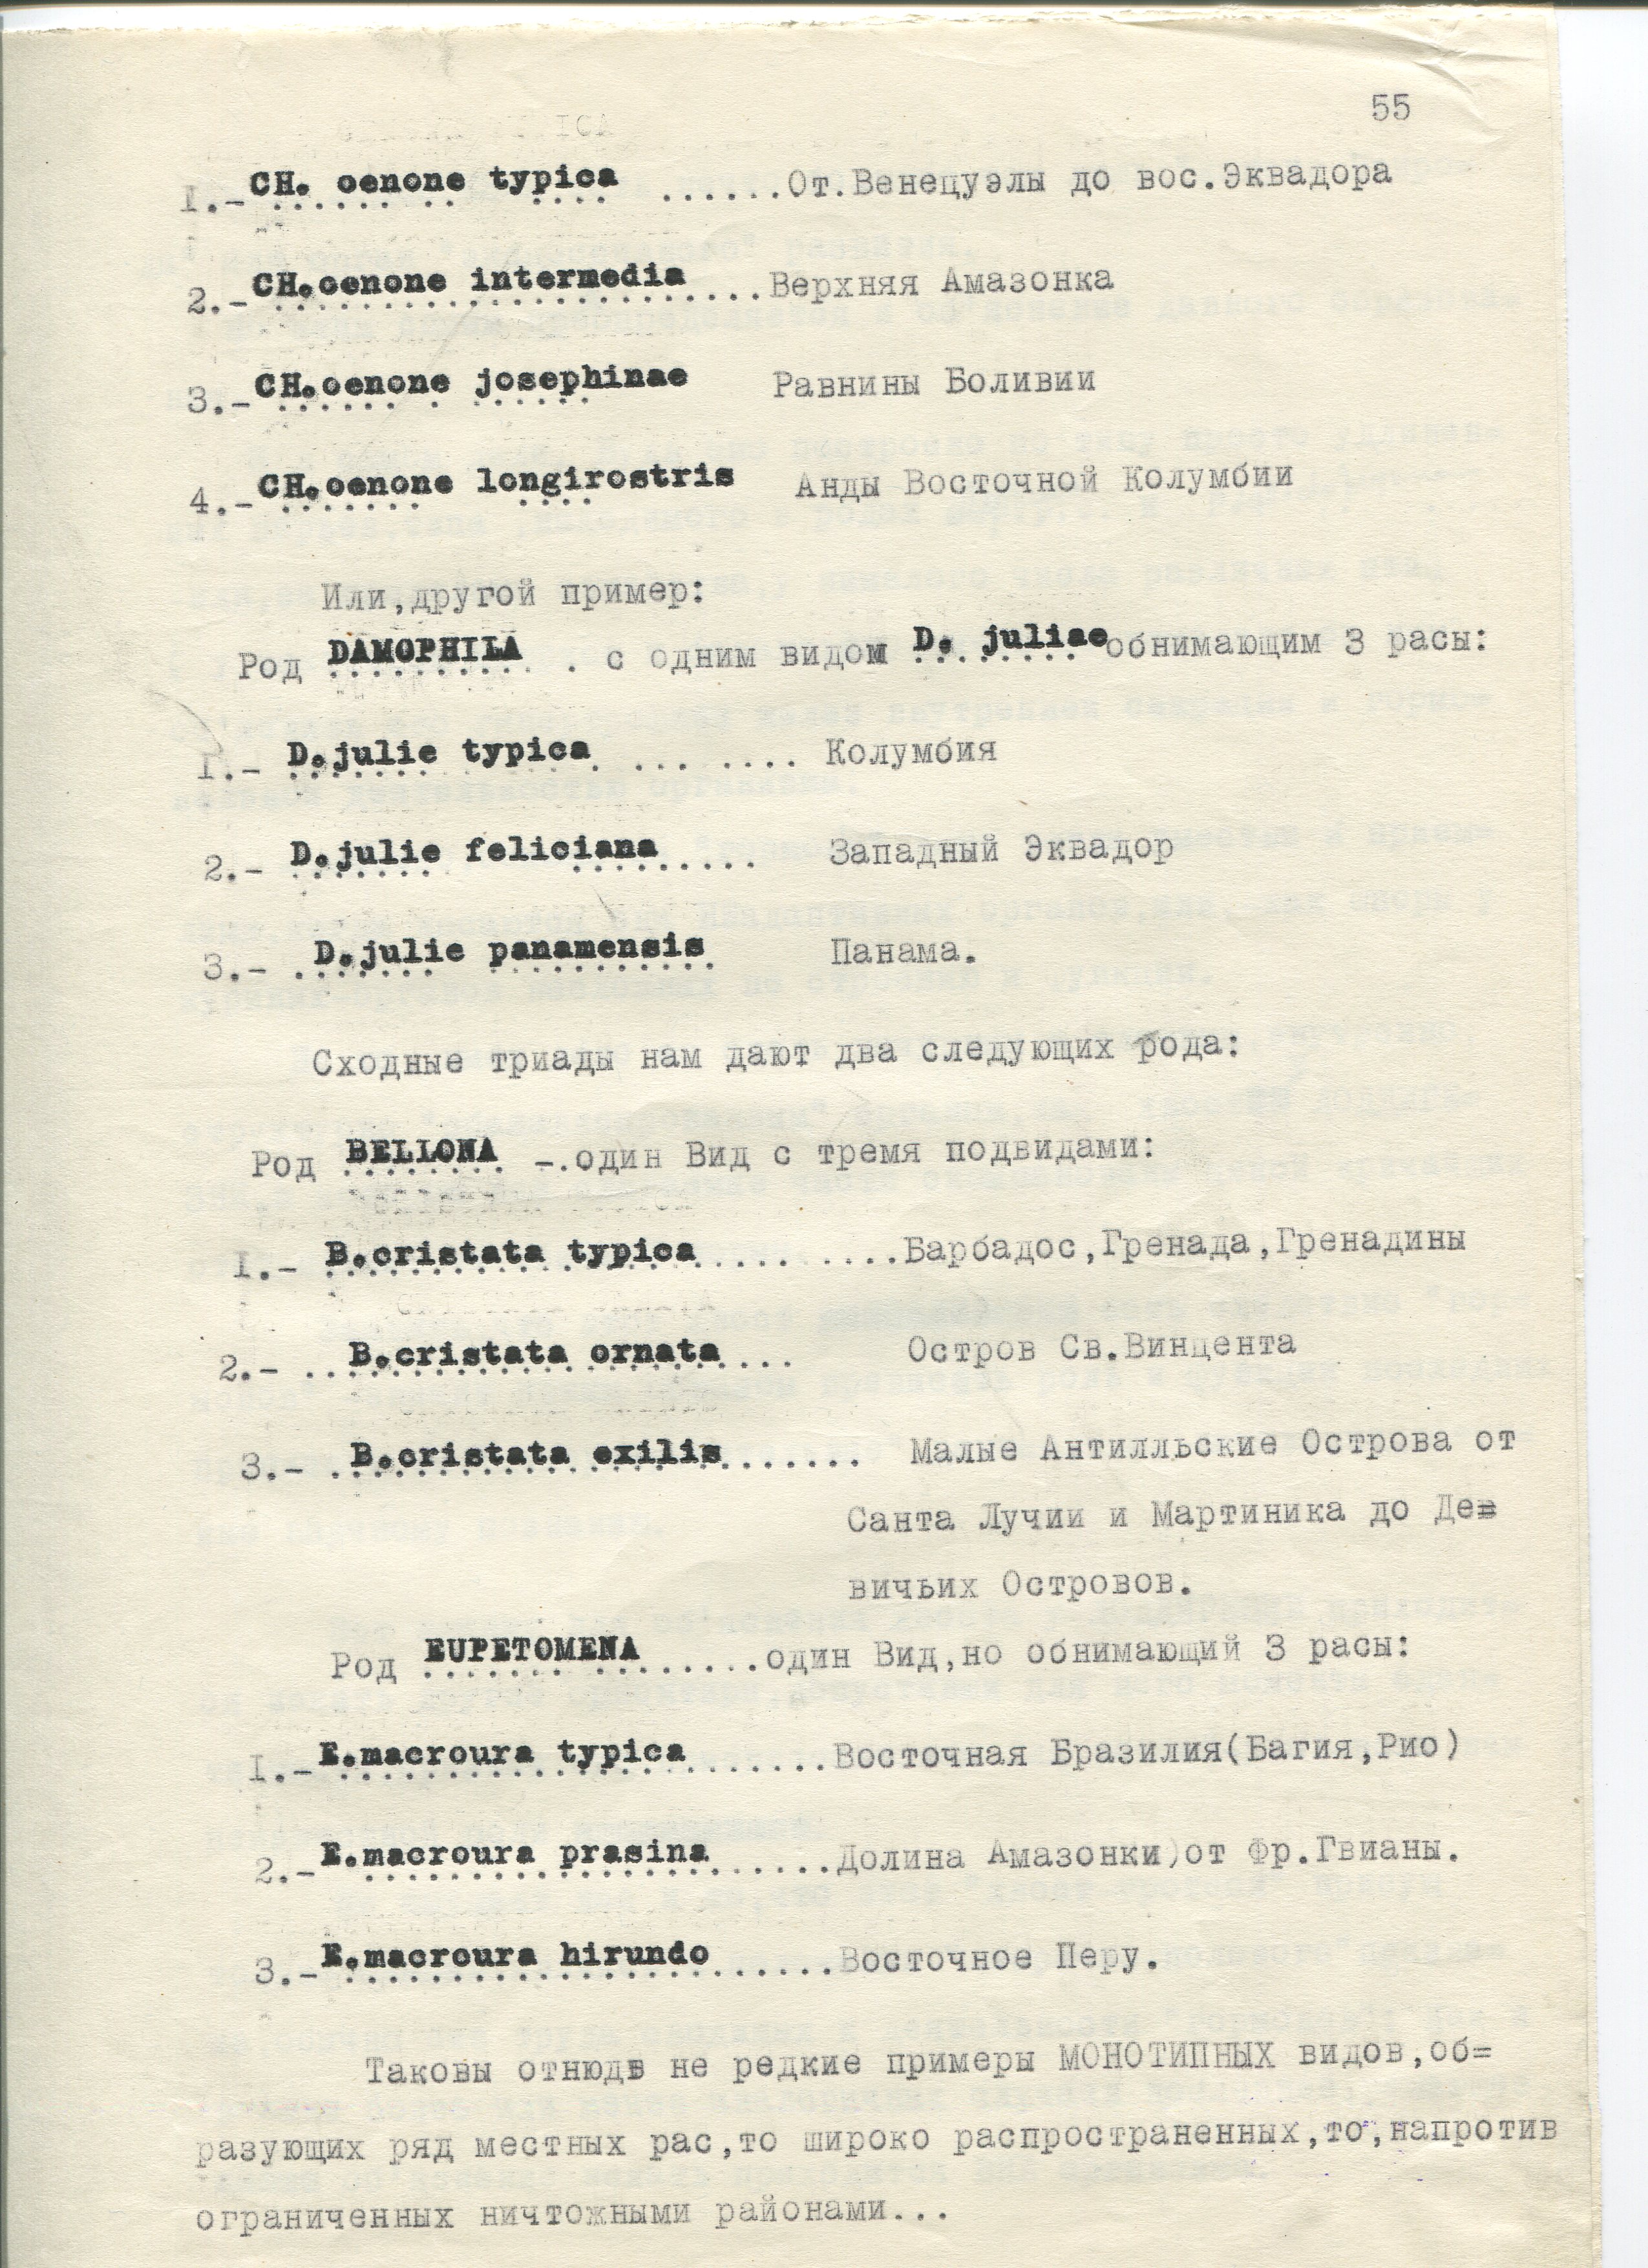 55
I.-CH. oenone typica ......От.Венецуэлы до вос.Эквадора
2.-CH.oenone intermedia...Верхняя Амазонка
3.-CH.oenone josephinae Равнины Боливии
4.-CH.oenone longirostris Анды Восточной Колумбии
Или,другой пример:
Род DAMOPHILA . с одним видом D. juliae обнимающим 3 расы:
I.- D.julie typica. ... .... Колумбия
2.- D.julie feliciana..... Западный Эквадор
3.- D.julie panamensis Панама.
Сходные триады нам дают два следующих рода:
Род BELLONA -.один Вид с тремя подвидами:
I.- B.cristata typica.... ....Барбадос,Гренада,Гренадины
2.- ..B.cristata ornata... Остров Св.Винцента
3.- .B.cristata exilis..... Малые Антилльские Острова от
Санта Лучии и Мартиника до Де=
вичьих Островов.
Род EUPETOMENA.....один Вид,но обнимающий 3 расы:
I.-E.macroura typica.....Восточная Бразилия(Багия,Рио)
2.-E.macroura prasina.....Долина Амазонки)от Фр.Гвианы.
3.-E.macroura hirundo.....Восточное Перу.
Таковы отнюдь не редкие примеры МОНОТИПНЫХ видов,об=
разующих ряд местных рас,то широко распространенных,то,напротив
ограниченных ничтожными районами...